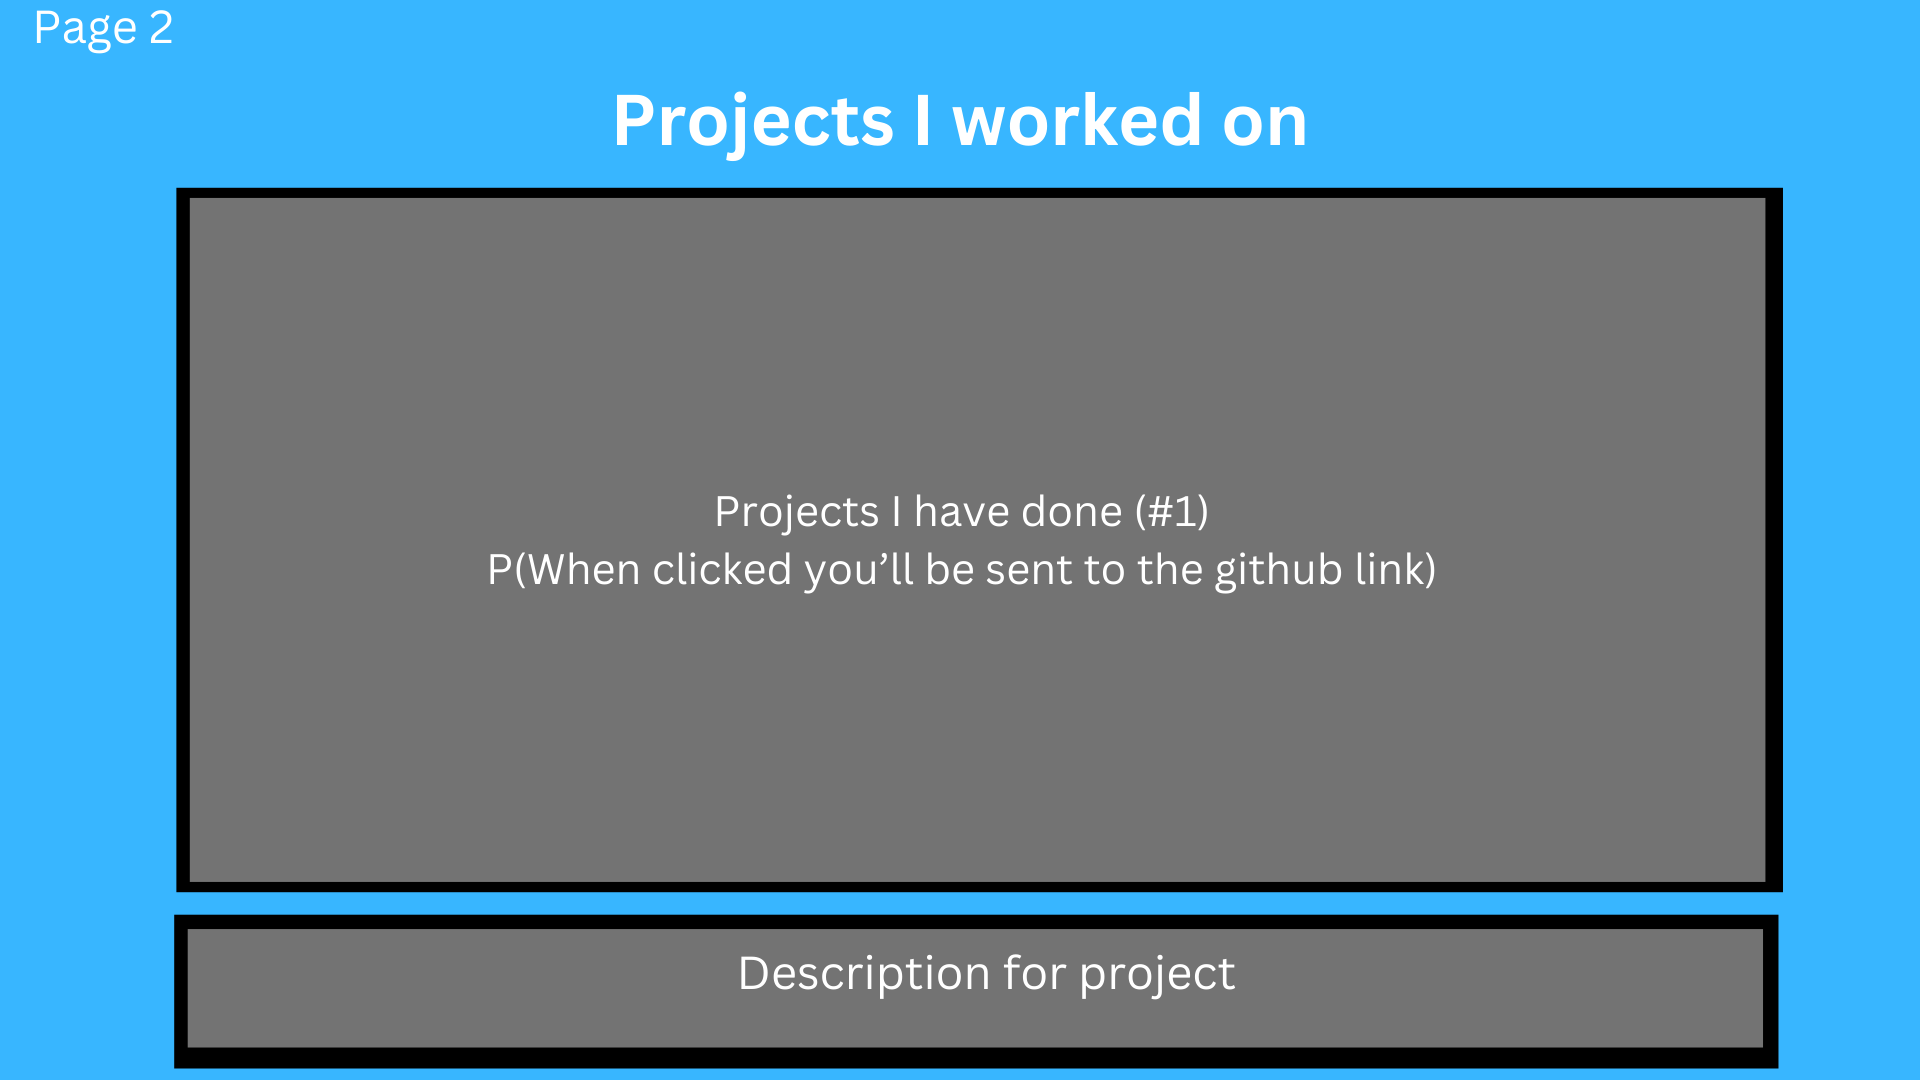 Page 2
Projects I worked on
Projects I have done (#1)
P(When clicked you’ll be sent to the github link)
Description for project